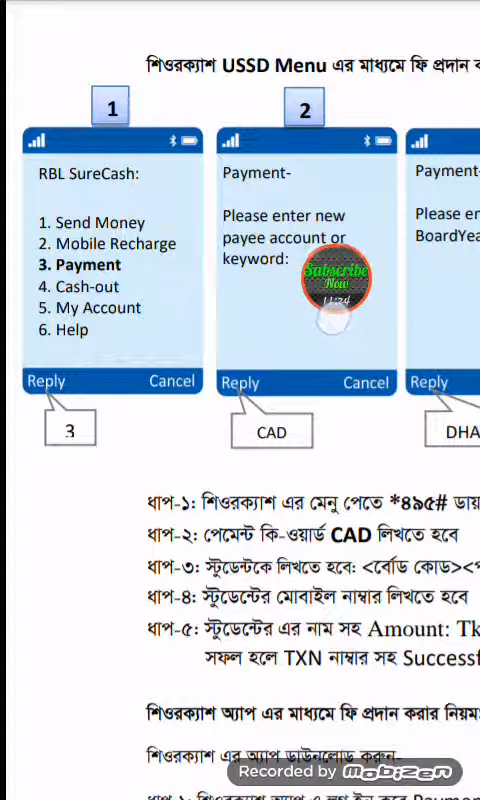 শিওরক্যাশ USSD Menu এর মাধ্যমে ফি প্রদান
1
2
RBL SureCash:
1. Send Money
2. Mobile Recharge
3. Payment
4. Cash-out
5. My Account
6. Help
Reply Cancel
3
Payment-
Please enter new
payee account or
keyword:
Subscribe
Now
11:24
Reply Cancel
CAD
Payment
Please en
BoardYea
Reply
DHA
ধাপ-১: শিওরক্যাশ এর মেনু পেতে *৪৯৫# ডায়
ধাপ-২: পেমেন্ট কি-ওয়ার্ড CAD লিখতে হবে
ধাপ-৩: স্টুডেন্টকে লিখতে হবে: <বোর্ড কোড><
ধাপ-৪: স্টুডেন্টের মোবাইল নাম্বার লিখতে হবে
ধাপ-৫: স্টুডেন্টের এর নাম সহ Amount: Tk
সফল হলে TXN নাম্বার সহ Successf
শিওরক্যাশ অ্যাপ এর মাধ্যমে ফি প্রদান করার নিয়ম
শিওরক্যাশ এর অ্যাপ ডাউনলোড করুন-
Recorded by mobizen